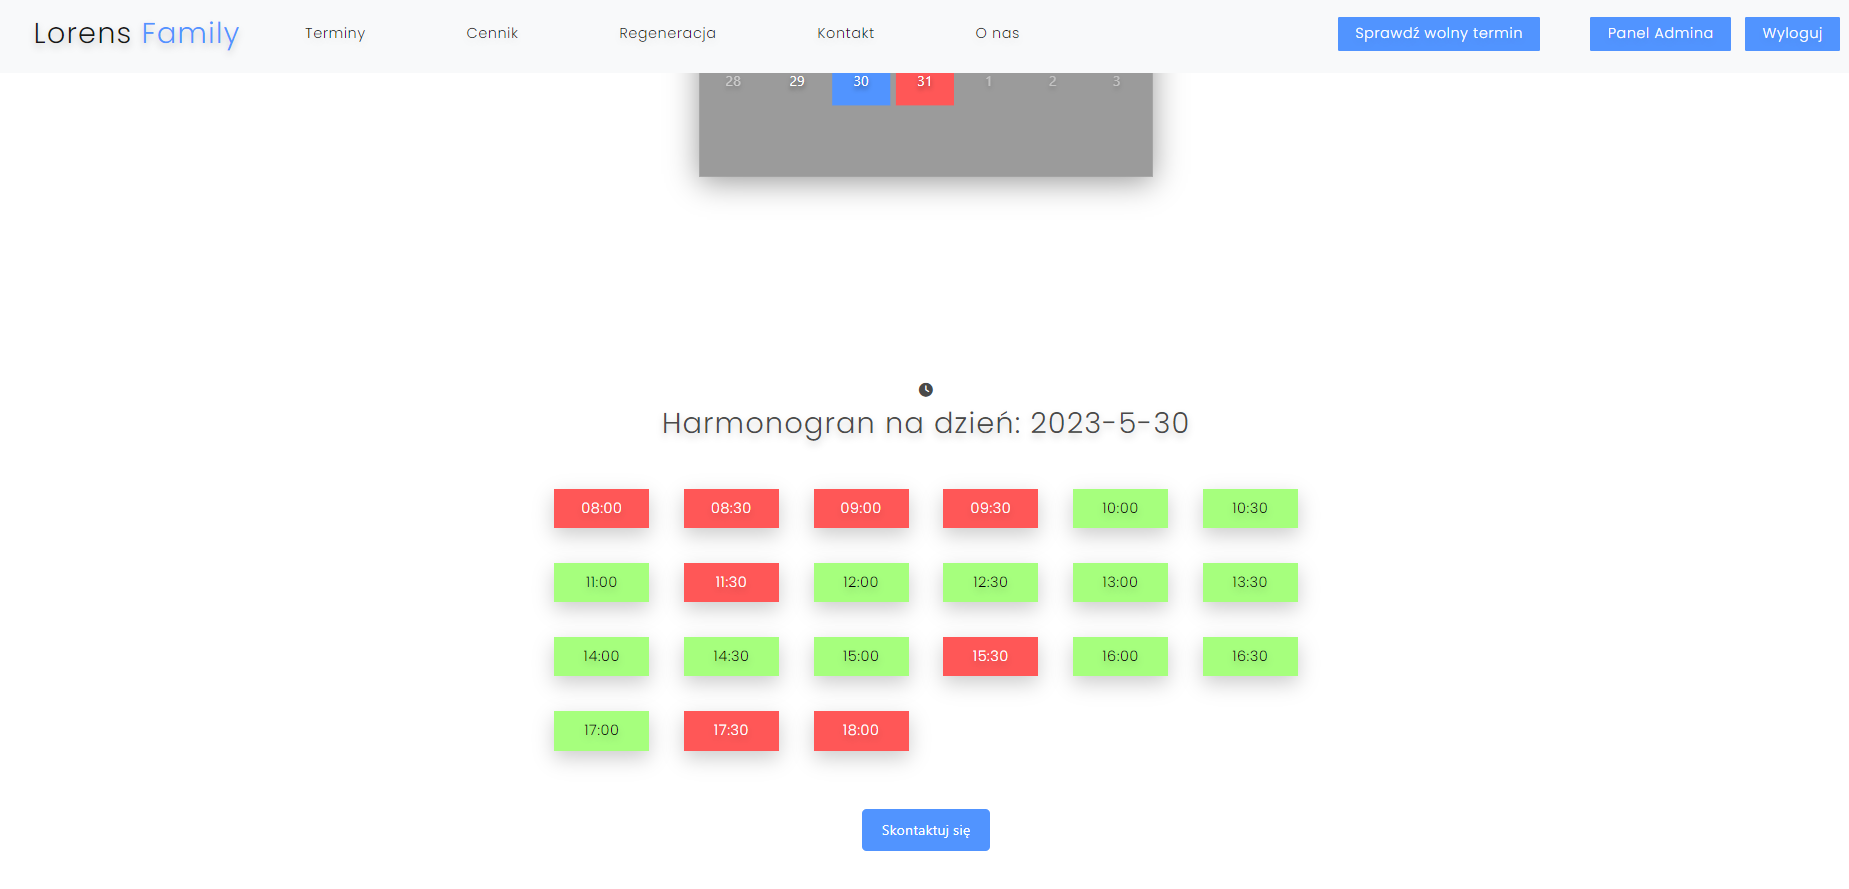 Lorens Family Terminy Cennik Regeneracja Kontakt O nas Sprawdź wolny termin Panel Admina Wyloguj
28 29 30 31 1 2 3
Harmonogran na dzień: 2023-5-30
08:00 08:30 09:00 09:30 10:00 10:30
11:00 11:30 12:00 12:30 13:00 13:30
14:00 14:30 15:00 15:30 16:00 16:30
17:00 17:30 18:00
Skontaktuj się